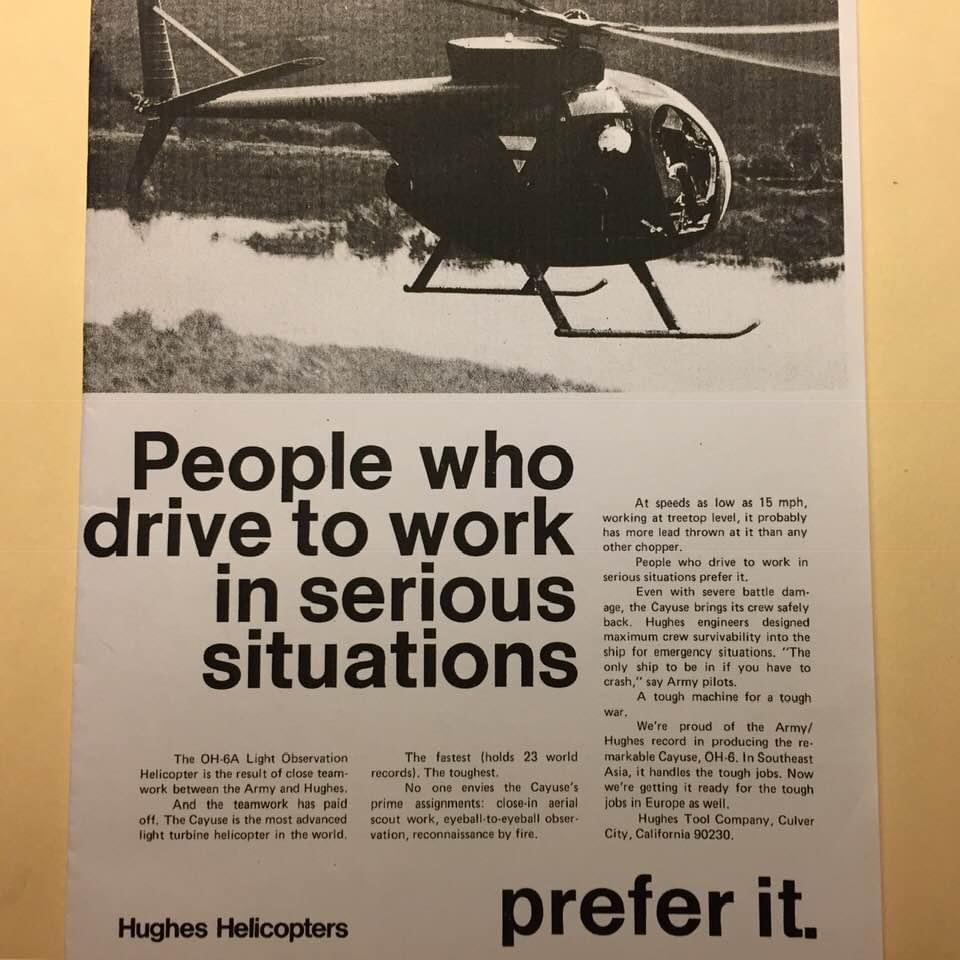 People who
drive to work
in serious
situations
The OH-6A Light Observation
Helicopter is the result of close team-
work between the Army and Hughes.
And the teamwork has paid
off. The Cayuse is the most advanced
light turbine helicopter in the world.
The fastest (holds 23 world
records). The toughest.
No one envies the Cayuse's
prime assignments: close-in aerial
scout work, eyeball-to-eyeball obser-
vation, reconnaissance by fire.
At speeds as low as 15 mph,
working at treetop level, it probably
has more lead thrown at it than any
other chopper.
People who drive to work in
serious situations prefer it.
Even with severe battle dam-
age, the Cayuse brings its crew safely
back. Hughes engineers designed
maximum crew survivability into the
ship for emergency situations. "The
only ship to be in if you have to
crash," say Army pilots.
A tough machine for a tough
war.
We're proud of the Army/
Hughes record in producing the re-
markable Cayuse, OH-6. In Southeast
Asia, it handles the tough jobs. Now
we're getting it ready for the tough
jobs in Europe as well.
Hughes Tool Company, Culver
City, California 90230.
prefer it.
Hughes Helicopters